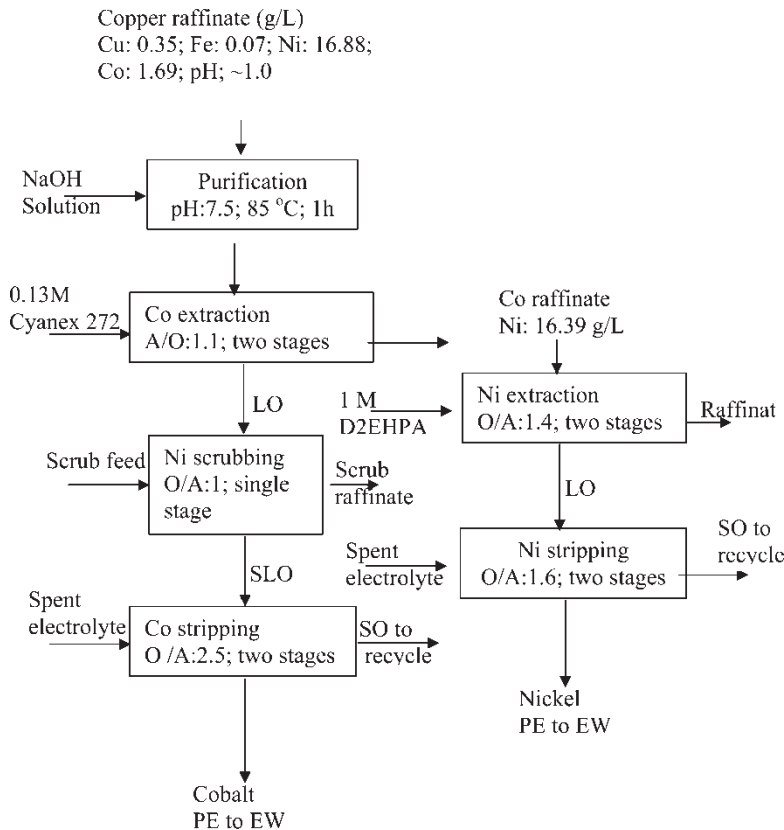 Copper raffinate (g/L)
Cu: 0.35; Fe: 0.07; Ni: 16.88;
Co: 1.69; pH; ~1.0
NaOH
Solution
Purification
pH:7.5; 85 °C; 1h
0.13M
Cyanex 272
Co extraction
A/O:1.1; two stages
Co raffinate
Ni: 16.39 g/L
LO
1 M
D2EHPA
Ni extraction
O/A:1.4; two stages
Raffinat
Scrub feed
Ni scrubbing
O/A:1; single
stage
Scrub
raffinate
LO
SLO
Spent
electrolyte
Ni stripping
O/A:1.6; two stages
SO to
recycle
Spent
electrolyte
Co stripping
O /A:2.5; two stages
SO to
recycle
Nickel
PE to EW
Cobalt
PE to EW